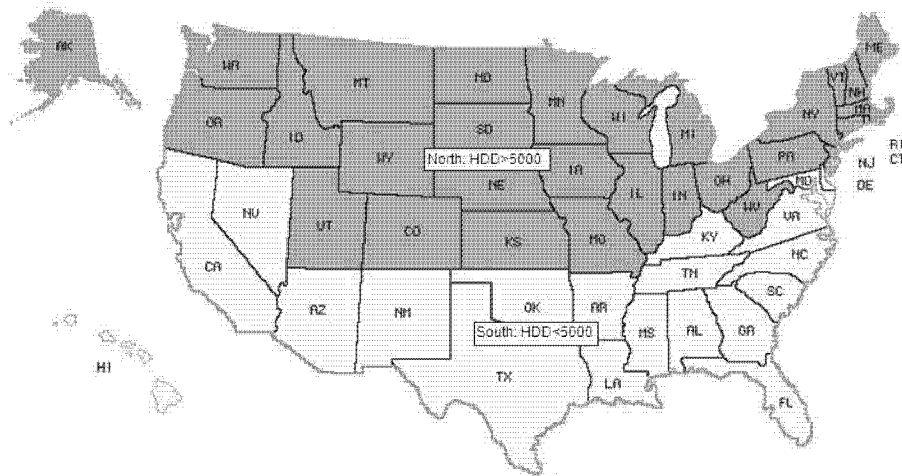 AK
WA
MT
MD
ME
VT
NH
MN
OR
ID
SD
WI
NY
MA
MI
WY
North: HDD>5000
PA
RI
CT
NJ
IA
NE
OH
MD
DE
NV
IL
IN
WV
UT
CO
VA
KS
MO
KY
CA
NC
TN
OK
AZ
NM
AR
SC
South: HDD<5000
MS
AL
GA
HI
TX
LA
FL